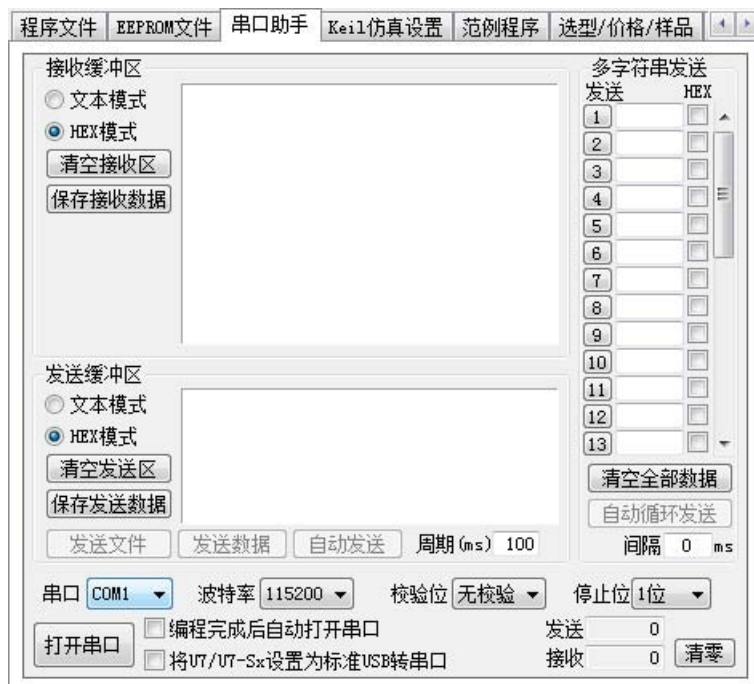 程序文件 EEPROM文件 串口助手 Keil仿真设置 范例程序 选型/价格/样品
接收缓冲区
文本模式
HEX模式
清空接收区
保存接收数据
发送缓冲区
文本模式
HEX模式
清空发送区
保存发送数据
发送文件 发送数据 自动发送 周期(ms) 100
多字符串发送
发送 HEX
1
2
3
4
5
6
7
8
9
10
11
12
13
清空全部数据
自动循环发送
间隔 0 ms
串口 COM1 波特率 115200 校验位 无校验 停止位 1位
打开串口
编程完成后自动打开串口
将U7/U7-Sx设置为标准USB转串口
发送 0
接收 0
清零